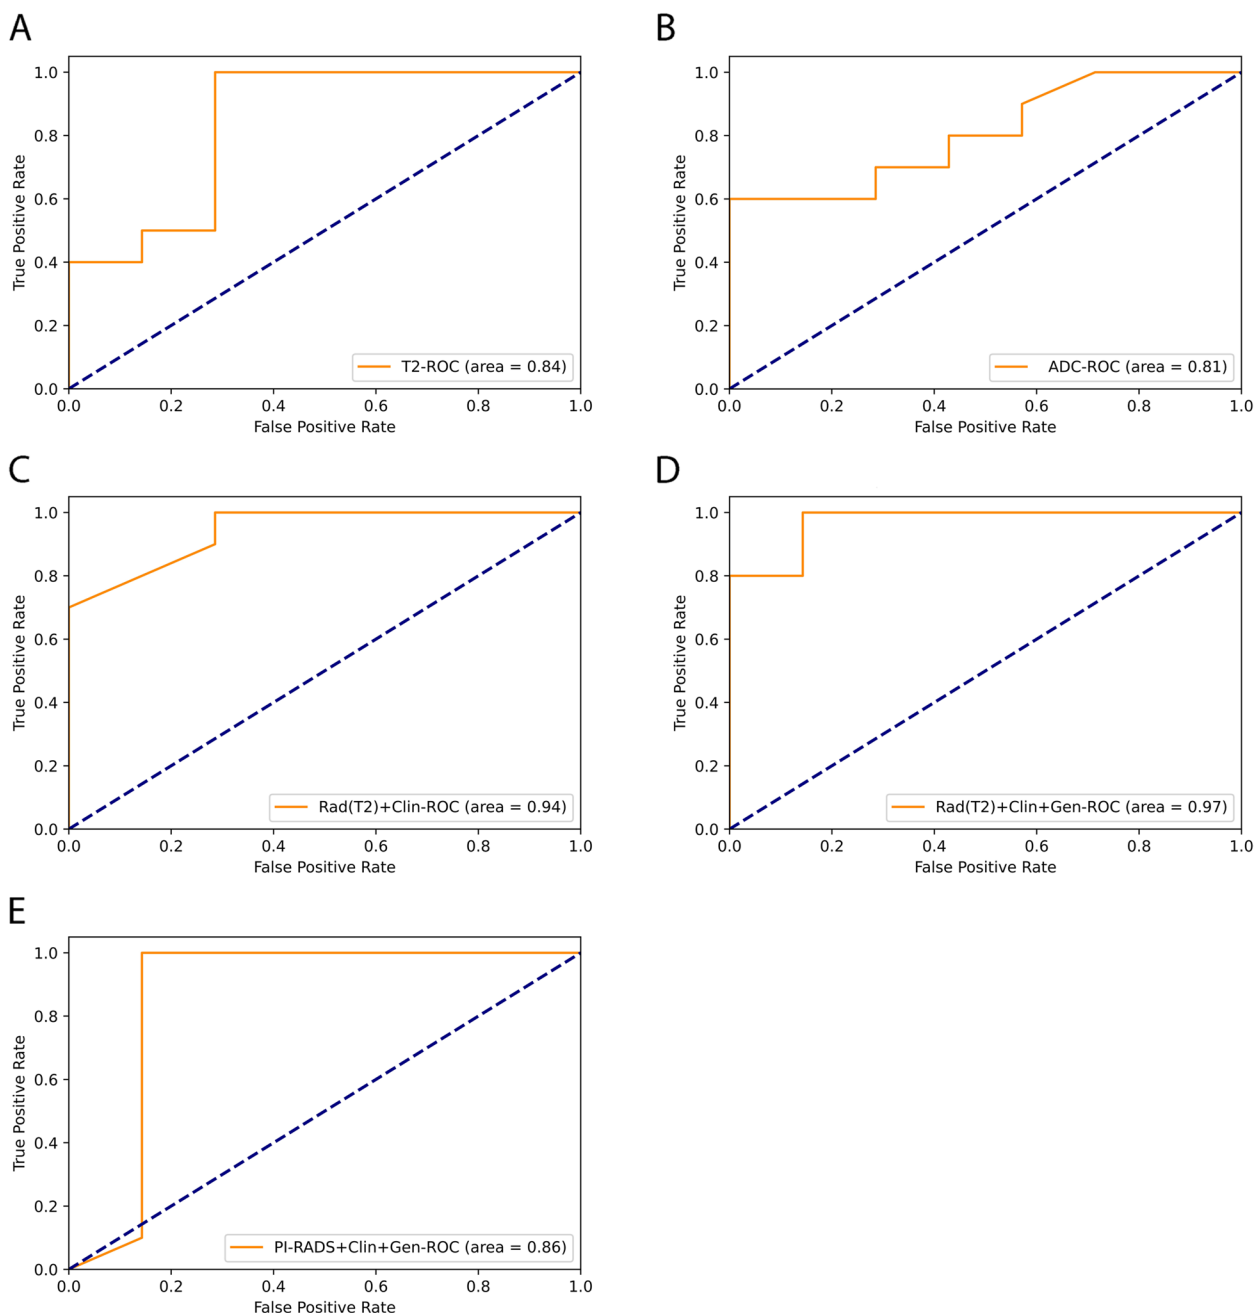 A
True Positive Rate
1.0
0.8
0.6
0.4
0.2
0.0
T2-ROC (area = 0.84)
0.0 0.2 0.4 0.6 0.8 1.0
False Positive Rate
B
True Positive Rate
1.0
0.8
0.6
0.4
0.2
0.0
ADC-ROC (area = 0.81)
0.0 0.2 0.4 0.6 0.8 1.0
False Positive Rate
C
True Positive Rate
1.0
0.8
0.6
0.4
0.2
0.0
Rad(T2)+Clin-ROC (area = 0.94)
0.0 0.2 0.4 0.6 0.8 1.0
False Positive Rate
D
True Positive Rate
1.0
0.8
0.6
0.4
0.2
0.0
Rad(T2)+Clin+Gen-ROC (area = 0.97)
0.0 0.2 0.4 0.6 0.8 1.0
False Positive Rate
E
True Positive Rate
1.0
0.8
0.6
0.4
0.2
0.0
PI-RADS+Clin+Gen-ROC (area = 0.86)
0.0 0.2 0.4 0.6 0.8 1.0
False Positive Rate